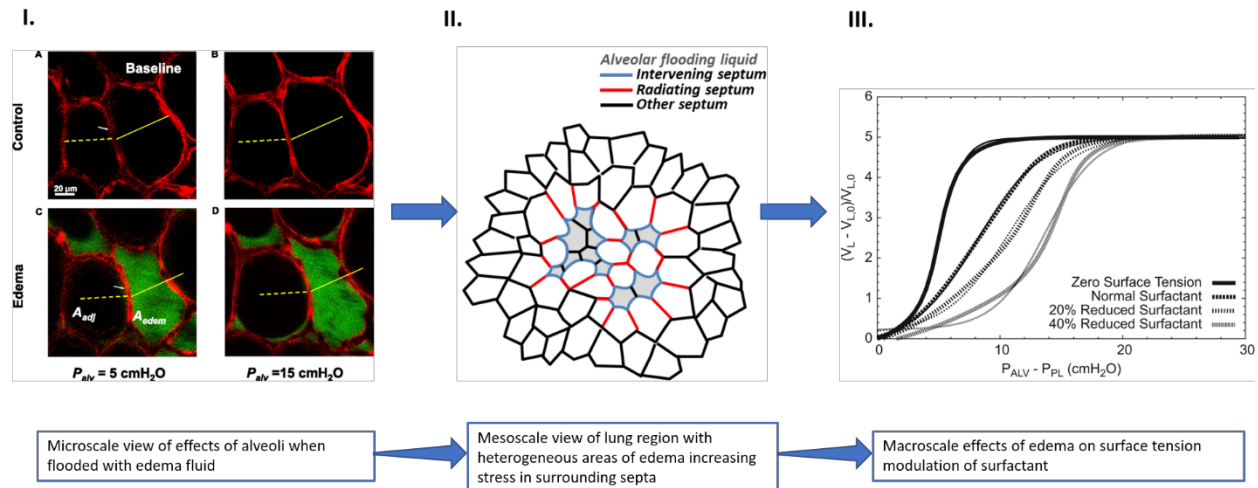 I.
II.
III.
A
Baseline
B
Control
20 μm
C
D
Edema
A_adj
A_edem
P_alv = 5 cmH₂O
P_alv =15 cmH₂O
Alveolar flooding liquid
Intervening septum
Radiating septum
Other septum
(V_L - V_L,0)/V_L,0
6
5
4
3
2
1
0
Zero Surface Tension
Normal Surfactant
20% Reduced Surfactant
40% Reduced Surfactant
0
10
20
30
P_ALV - P_PL (cmH₂O)
Microscale view of effects of alveoli when
flooded with edema fluid
Mesoscale view of lung region with
heterogeneous areas of edema increasing
stress in surrounding septa
Macroscale effects of edema on surface tension
modulation of surfactant